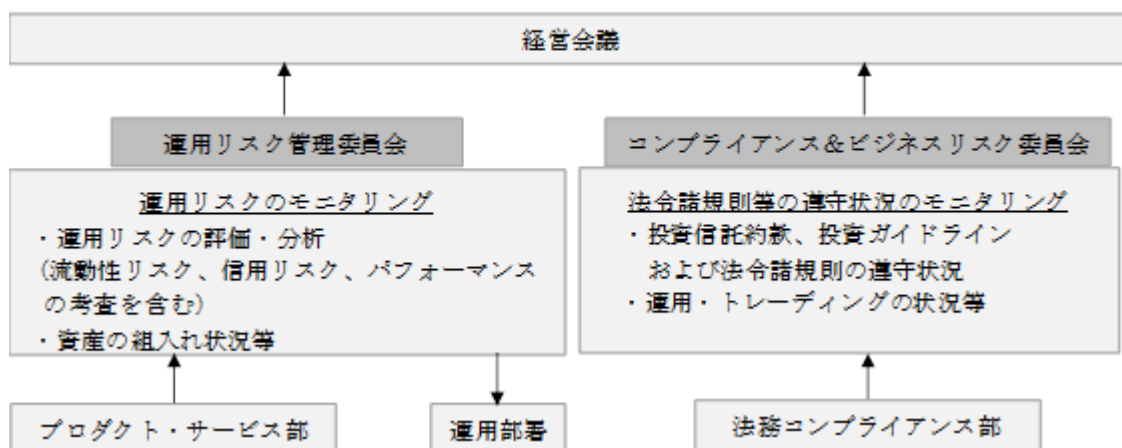 経営会議
運用リスク管理委員会
運用リスクのモニタリング
・運用リスクの評価・分析
(流動性リスク、信用リスク、パフォーマンス
の考査を含む)
・資産の組入れ状況等
プロダクト・サービス部
運用部署
コンプライアンス&ビジネスリスク委員会
法令諸規則等の遵守状況のモニタリング
・投資信託約款、投資ガイドライン
および法令諸規則の遵守状況
・運用・トレーディングの状況等
法務コンプライアンス部